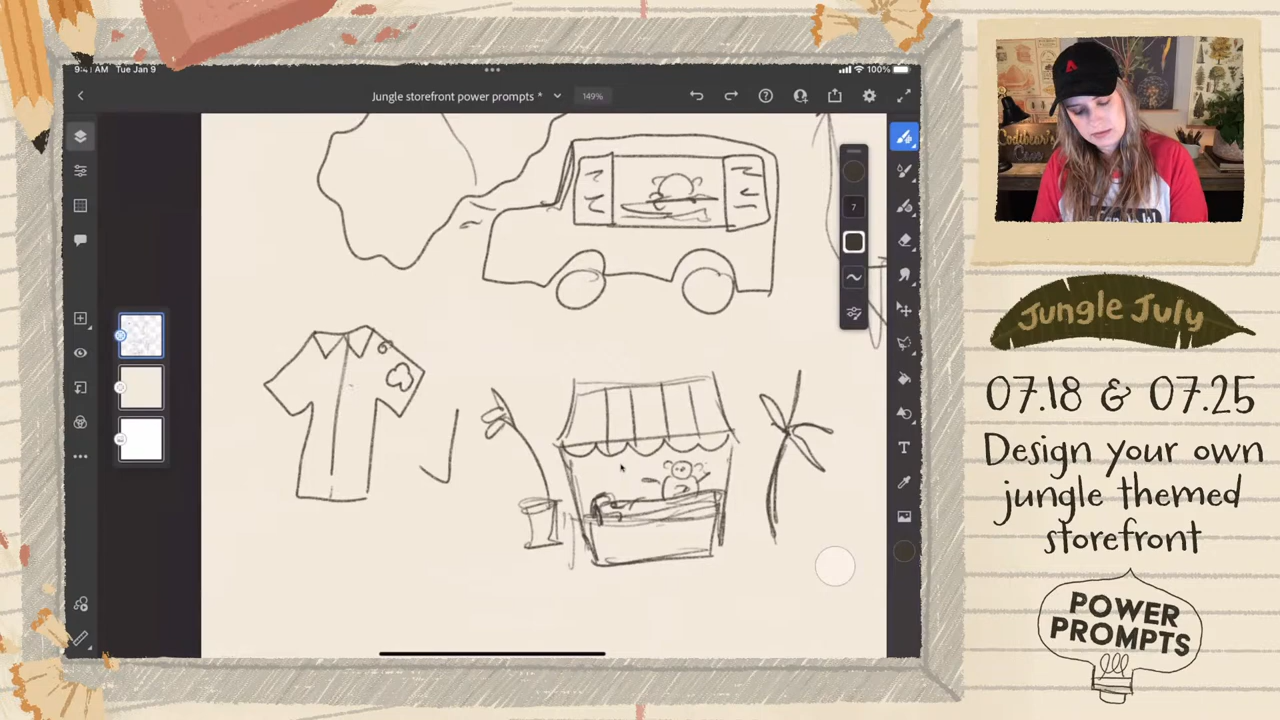 9:41 AM Tue Jan 9
100%
Jungle storefront power prompts *
149%
7
T
A
Jungle July
07.18 & 07.25
Design your own
jungle themed
storefront
POWER
PROMPTS